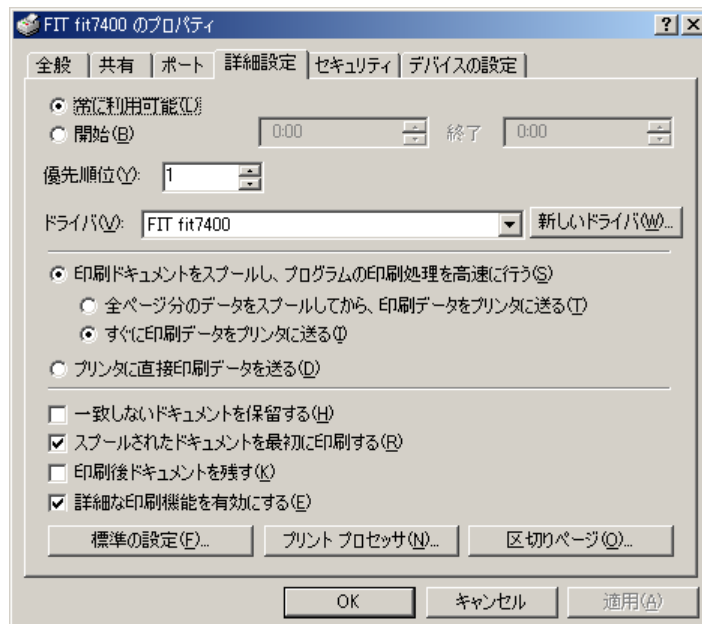 FIT fit7400 のプロパティ
全般 共有 ポート 詳細設定 セキュリティ デバイスの設定
常に利用可能(L)
開始(B) 0:00 終了 0:00
優先順位(Y): 1
ドライバ(V): FIT fit7400 新しいドライバ(W)...
印刷ドキュメントをスプールし、プログラムの印刷処理を高速に行う(S)
全ページ分のデータをスプールしてから、印刷データをプリンタに送る(T)
すぐに印刷データをプリンタに送る(I)
プリンタに直接印刷データを送る(D)
一致しないドキュメントを保留する(H)
スプールされたドキュメントを最初に印刷する(R)
印刷後ドキュメントを残す(K)
詳細な印刷機能を有効にする(E)
標準の設定(F)... プリント プロセッサ(N)... 区切りページ(O)...
OK キャンセル 適用(A)